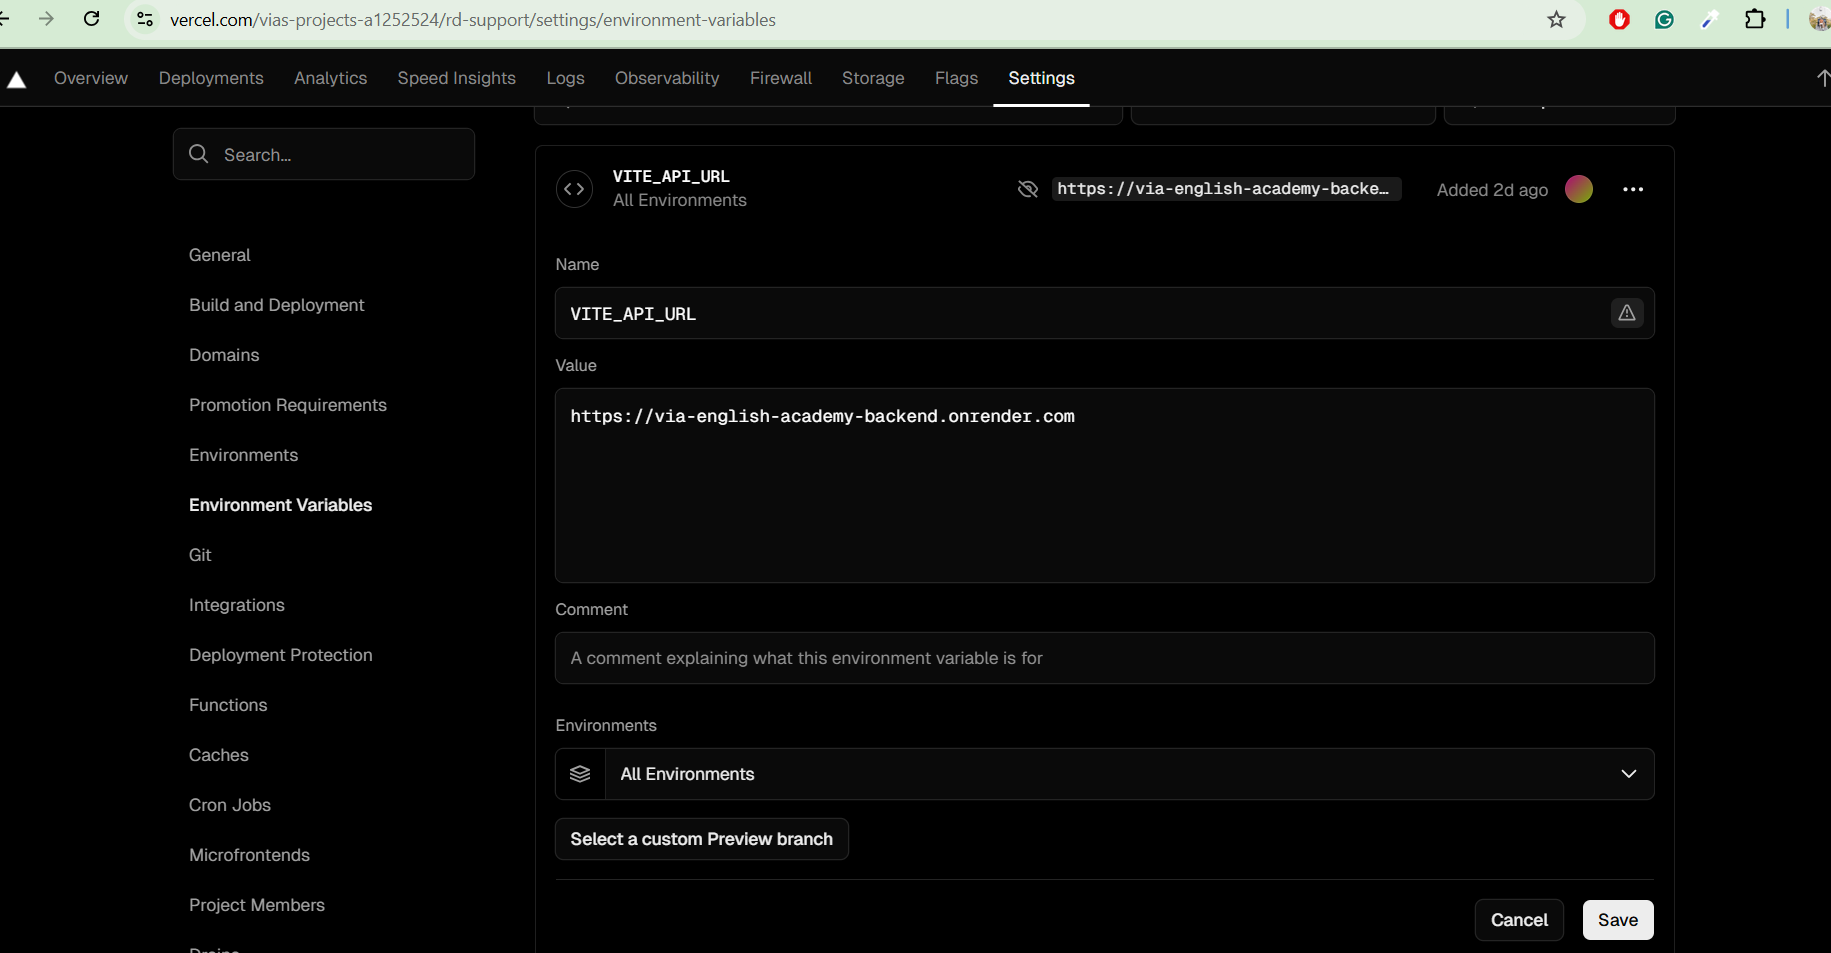 vercel.com/vias-projects-a1252524/rd-support/settings/environment-variables
Overview Deployments Analytics Speed Insights Logs Observability Firewall Storage Flags Settings
Search...
General
Build and Deployment
Domains
Promotion Requirements
Environments
Environment Variables
Git
Integrations
Deployment Protection
Functions
Caches
Cron Jobs
Microfrontends
Project Members
VITE_API_URL
All Environments
https://via-english-academy-backe...
Added 2d ago
Name
VITE_API_URL
Value
https://via-english-academy-backend.onrender.com
Comment
A comment explaining what this environment variable is for
Environments
All Environments
Select a custom Preview branch
Cancel Save